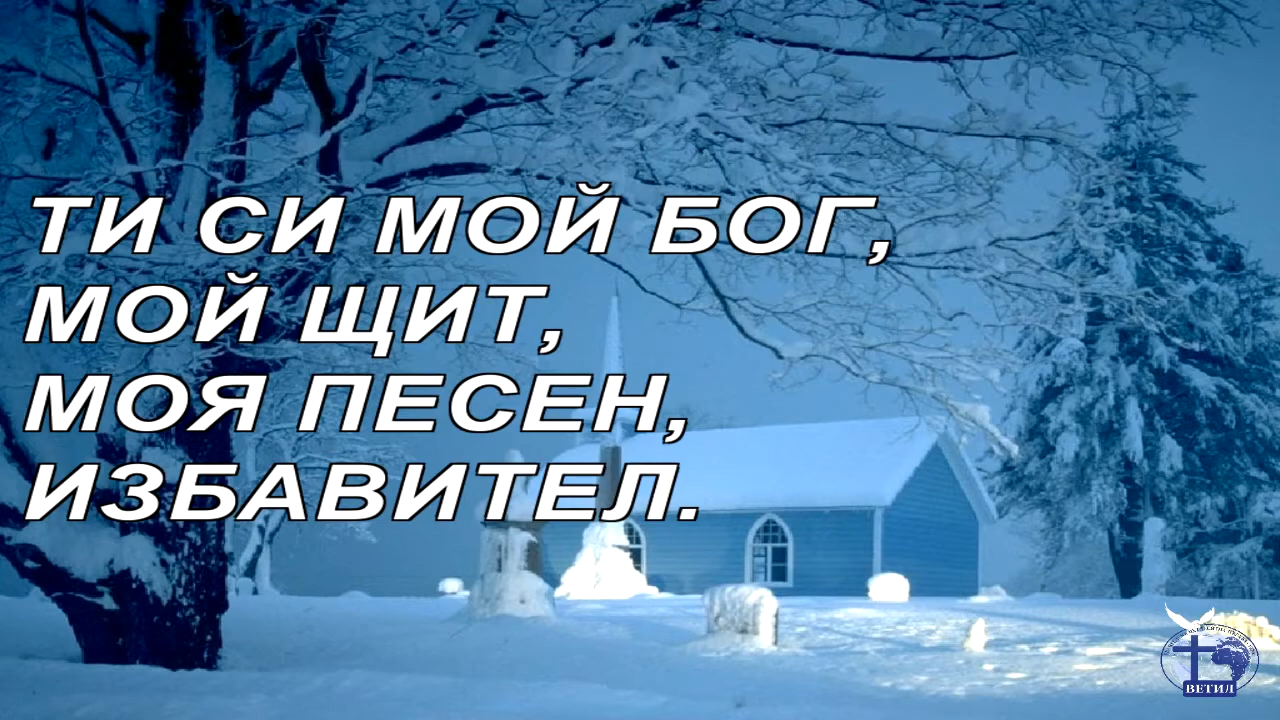 ТИ СИ МОЙ БОГ,
МОЙ ЩИТ,
МОЯ ПЕСЕН,
ИЗБАВИТЕЛ.
ВЕТИЛ